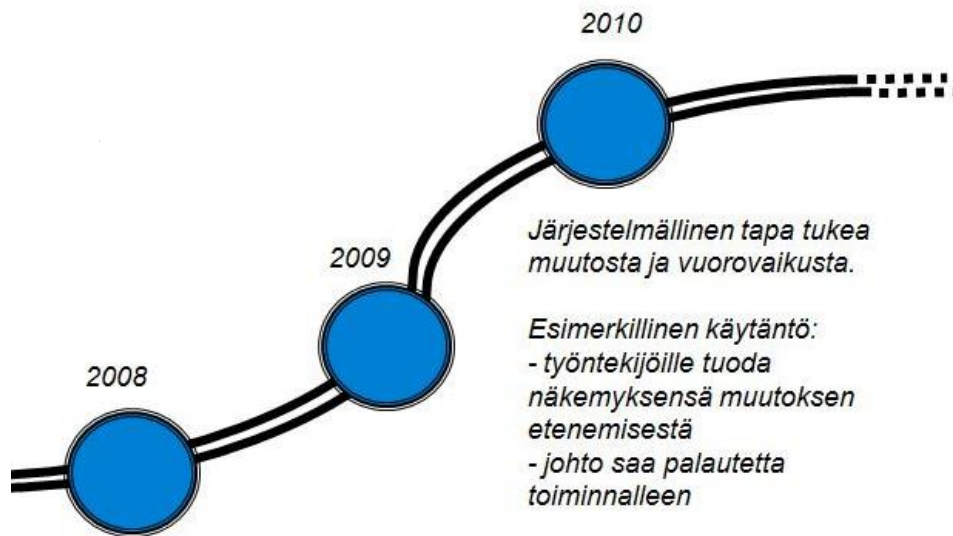 2010
2009
2008
Järjestelmällinen tapa tukea
muutosta ja vuorovaikusta.
Esimerkillinen käytäntö:
- työntekijöille tuoda
näkemyksensä muutoksen
etenemisestä
- johto saa palautetta
toiminnalleen